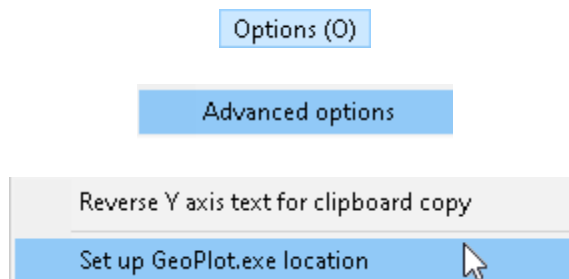 Options (O)
Advanced options
Reverse Y axis text for clipboard copy
Set up GeoPlot.exe location